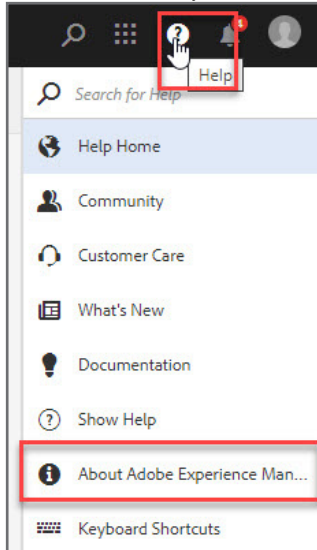 Help
Search for Help
Help Home
Community
Customer Care
What's New
Documentation
Show Help
About Adobe Experience Man...
Keyboard Shortcuts